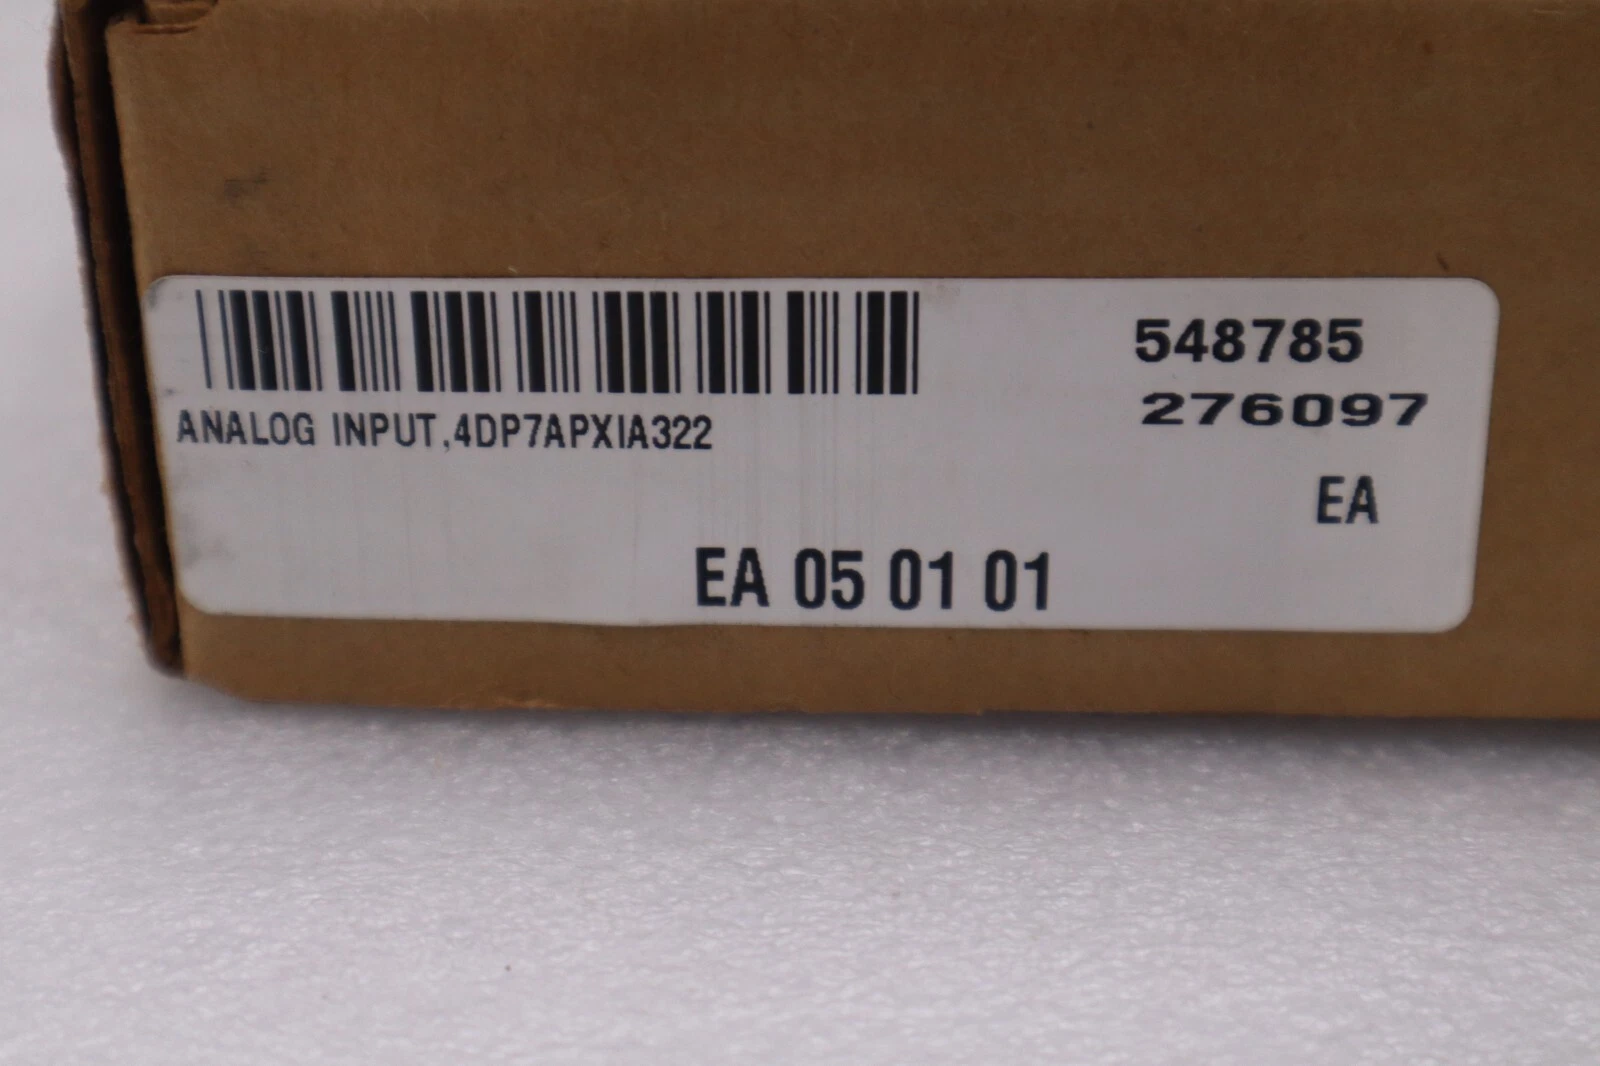 548785
276097
ANALOG INPUT,4DP7APXIA322
EA
EA 05 01 01